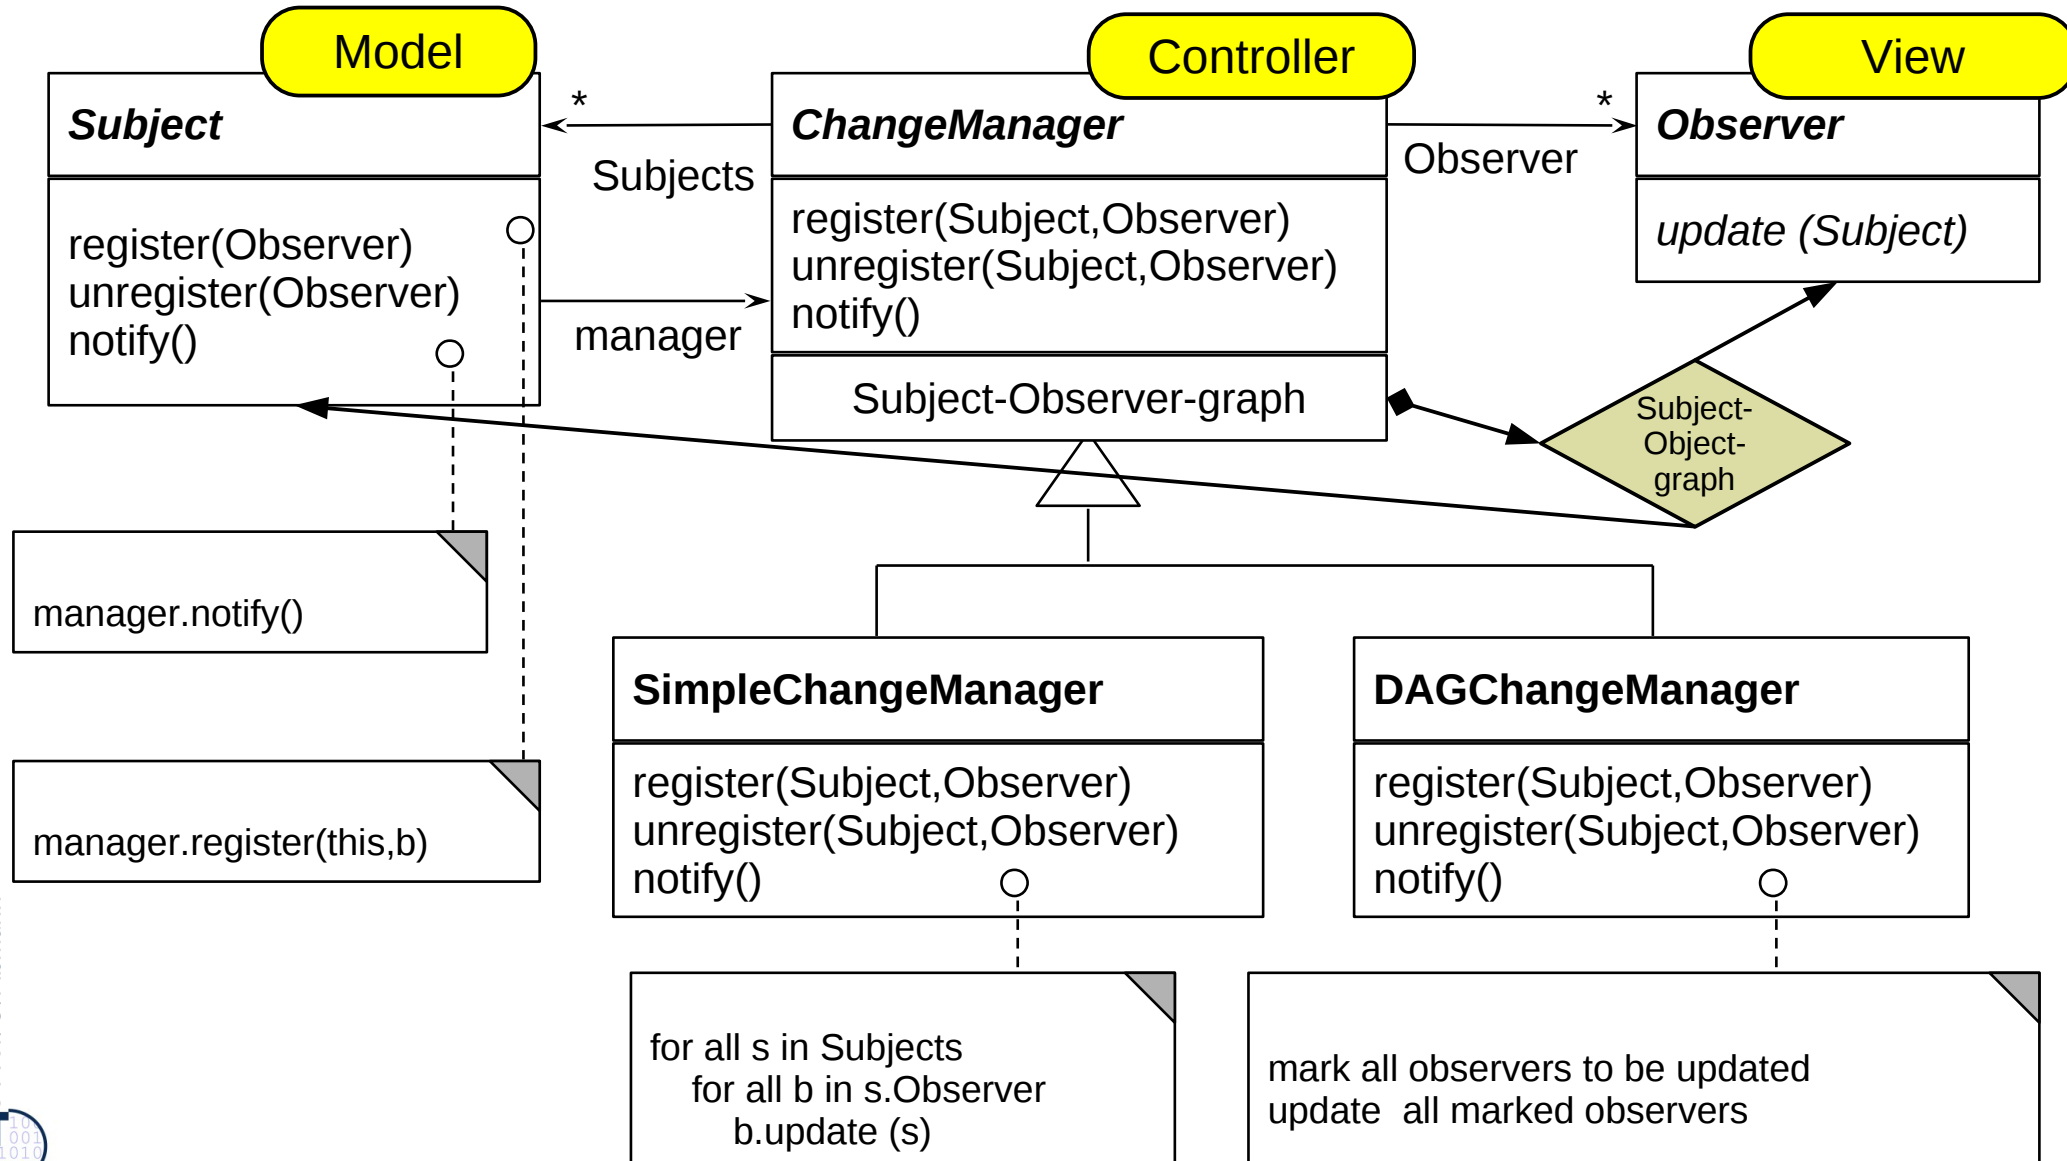 Model
Controller
View
Subject
*
ChangeManager
*
Observer
Subjects
Observer
register(Observer)
unregister(Observer)
notify()
manager
register(Subject,Observer)
unregister(Subject,Observer)
notify()
update (Subject)
Subject-Observer-graph
Subject-
Object-
graph
manager.notify()
manager.register(this,b)
SimpleChangeManager
DAGChangeManager
register(Subject,Observer)
unregister(Subject,Observer)
notify()
register(Subject,Observer)
unregister(Subject,Observer)
notify()
for all s in Subjects
for all b in s.Observer
b.update (s)
mark all observers to be updated
update  all marked observers
001
1010